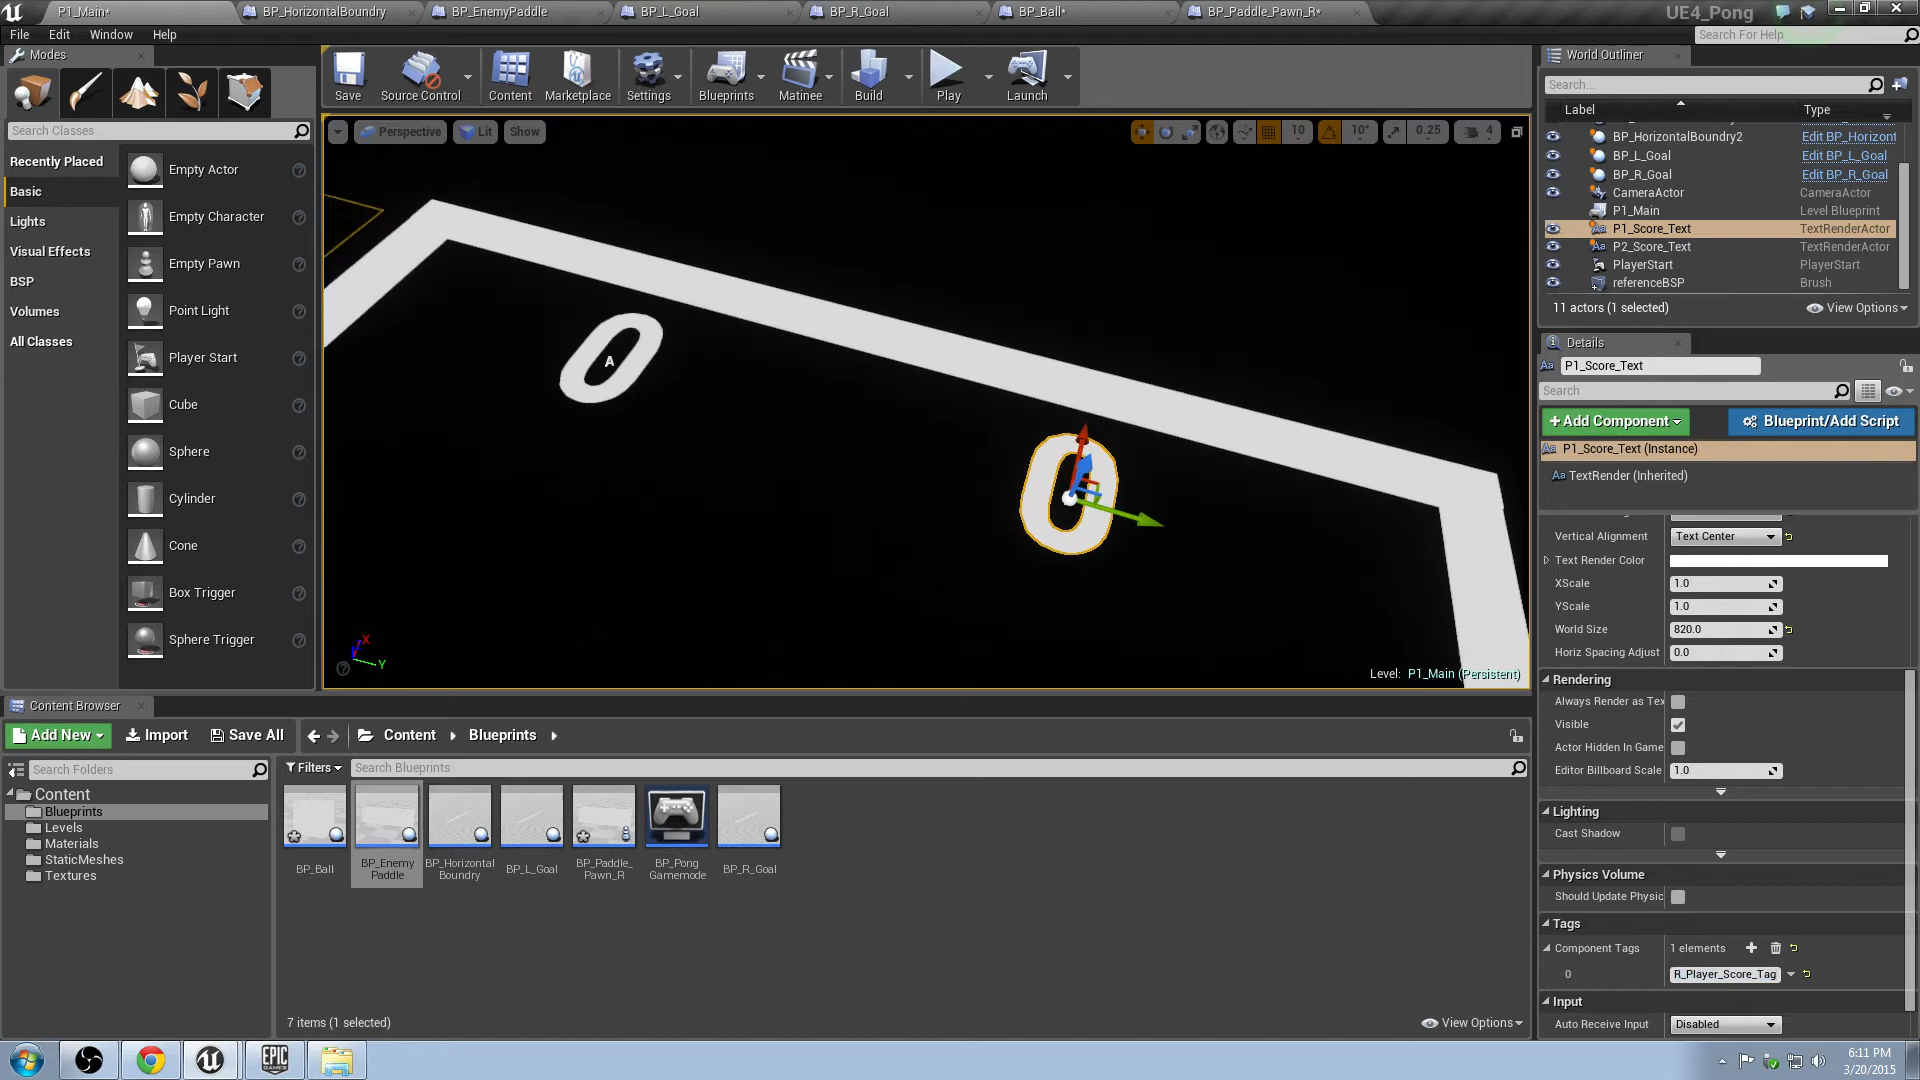 P1_Main*
BP_HorizontalBoundry
BP_EnemyPaddle
BP_L_Goal
BP_R_Goal
BP_Ball*
BP_Paddle_Pawn_R*
UE4_Pong
File
Edit
Window
Help
Search For Help
Modes
Save
Source Control
Content
Marketplace
Settings
Blueprints
Matinee
Build
Play
Launch
World Outliner
Search...
Label
Type
BP_HorizontalBoundry2
Edit BP_Horizont
BP_L_Goal
Edit BP_L_Goal
BP_R_Goal
Edit BP_R_Goal
CameraActor
CameraActor
P1_Main
Level Blueprint
P1_Score_Text
TextRenderActor
P2_Score_Text
TextRenderActor
PlayerStart
PlayerStart
referenceBSP
Brush
11 actors (1 selected)
View Options
Search Classes
Recently Placed
Basic
Lights
Visual Effects
BSP
Volumes
All Classes
Empty Actor
Empty Character
Empty Pawn
Point Light
Player Start
Cube
Sphere
Cylinder
Cone
Box Trigger
Sphere Trigger
Perspective
Lit
Show
10
10°
0.25
4
0
A
0
X
Y
Level: P1_Main (Persistent)
Details
P1_Score_Text
Search
+Add Component
Blueprint/Add Script
P1_Score_Text (Instance)
TextRender (Inherited)
Vertical Alignment
Text Center
Text Render Color
XScale
1.0
YScale
1.0
World Size
820.0
Horiz Spacing Adjust
0.0
Rendering
Always Render as Tex
Visible
Actor Hidden In Game
Editor Billboard Scale
1.0
Lighting
Cast Shadow
Physics Volume
Should Update Physic
Tags
Component Tags
1 elements
0
R_Player_Score_Tag
Input
Auto Receive Input
Disabled
Content Browser
Add New
Import
Save All
Content
Blueprints
Search Folders
Filters
Search Blueprints
Content
Blueprints
Levels
Materials
StaticMeshes
Textures
BP_Ball
BP_Enemy
Paddle
BP_Horizontal
Boundry
BP_L_Goal
BP_Paddle_
Pawn_R
BP_Pong
Gamemode
BP_R_Goal
7 items (1 selected)
View Options
EPIC
GAMES
6:11 PM
3/20/2015